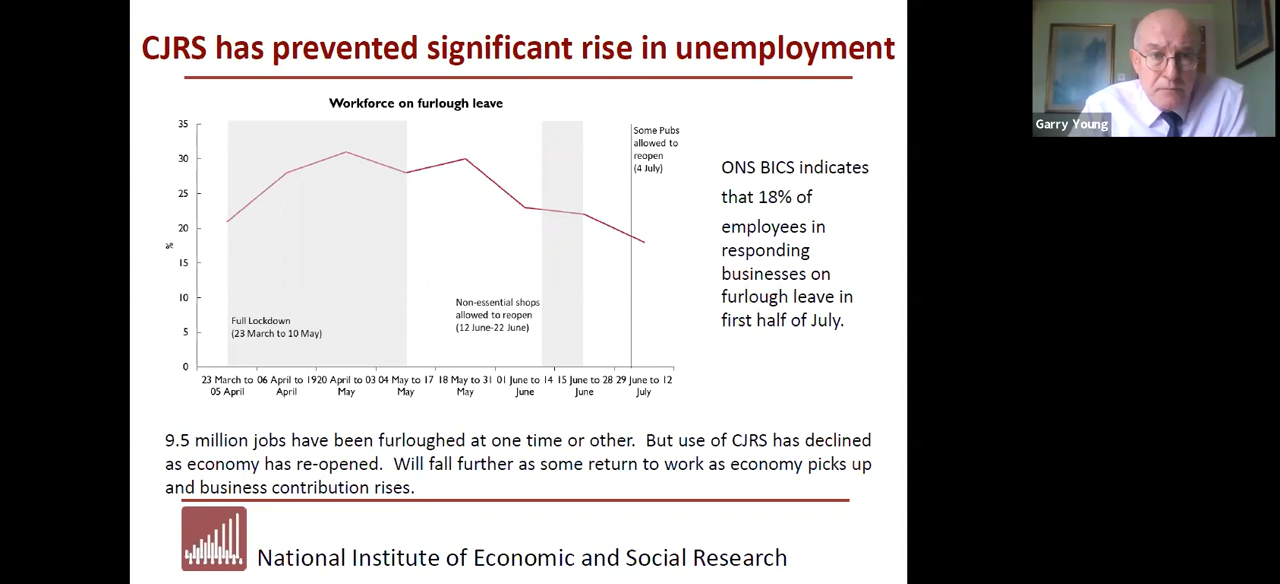 CJRS has prevented significant rise in unemployment
Workforce on furlough leave
35
30
25
20
%
15
10
5
0
Some Pubs
allowed to
reopen
(4 July)
Non-essential shops
allowed to reopen
(12 June-22 June)
Full Lockdown
(23 March to 10 May)
23 March to 06 April to 19 20 April to 03 04 May to 17 18 May to 31 01 June to 14 15 June to 28 29 June to 12
05 April April May May May June June July
ONS BICS indicates
that 18% of
employees in
responding
businesses on
furlough leave in
first half of July.
9.5 million jobs have been furloughed at one time or other. But use of CJRS has declined
as economy has re-opened. Will fall further as some return to work as economy picks up
and business contribution rises.
National Institute of Economic and Social Research
Garry Young